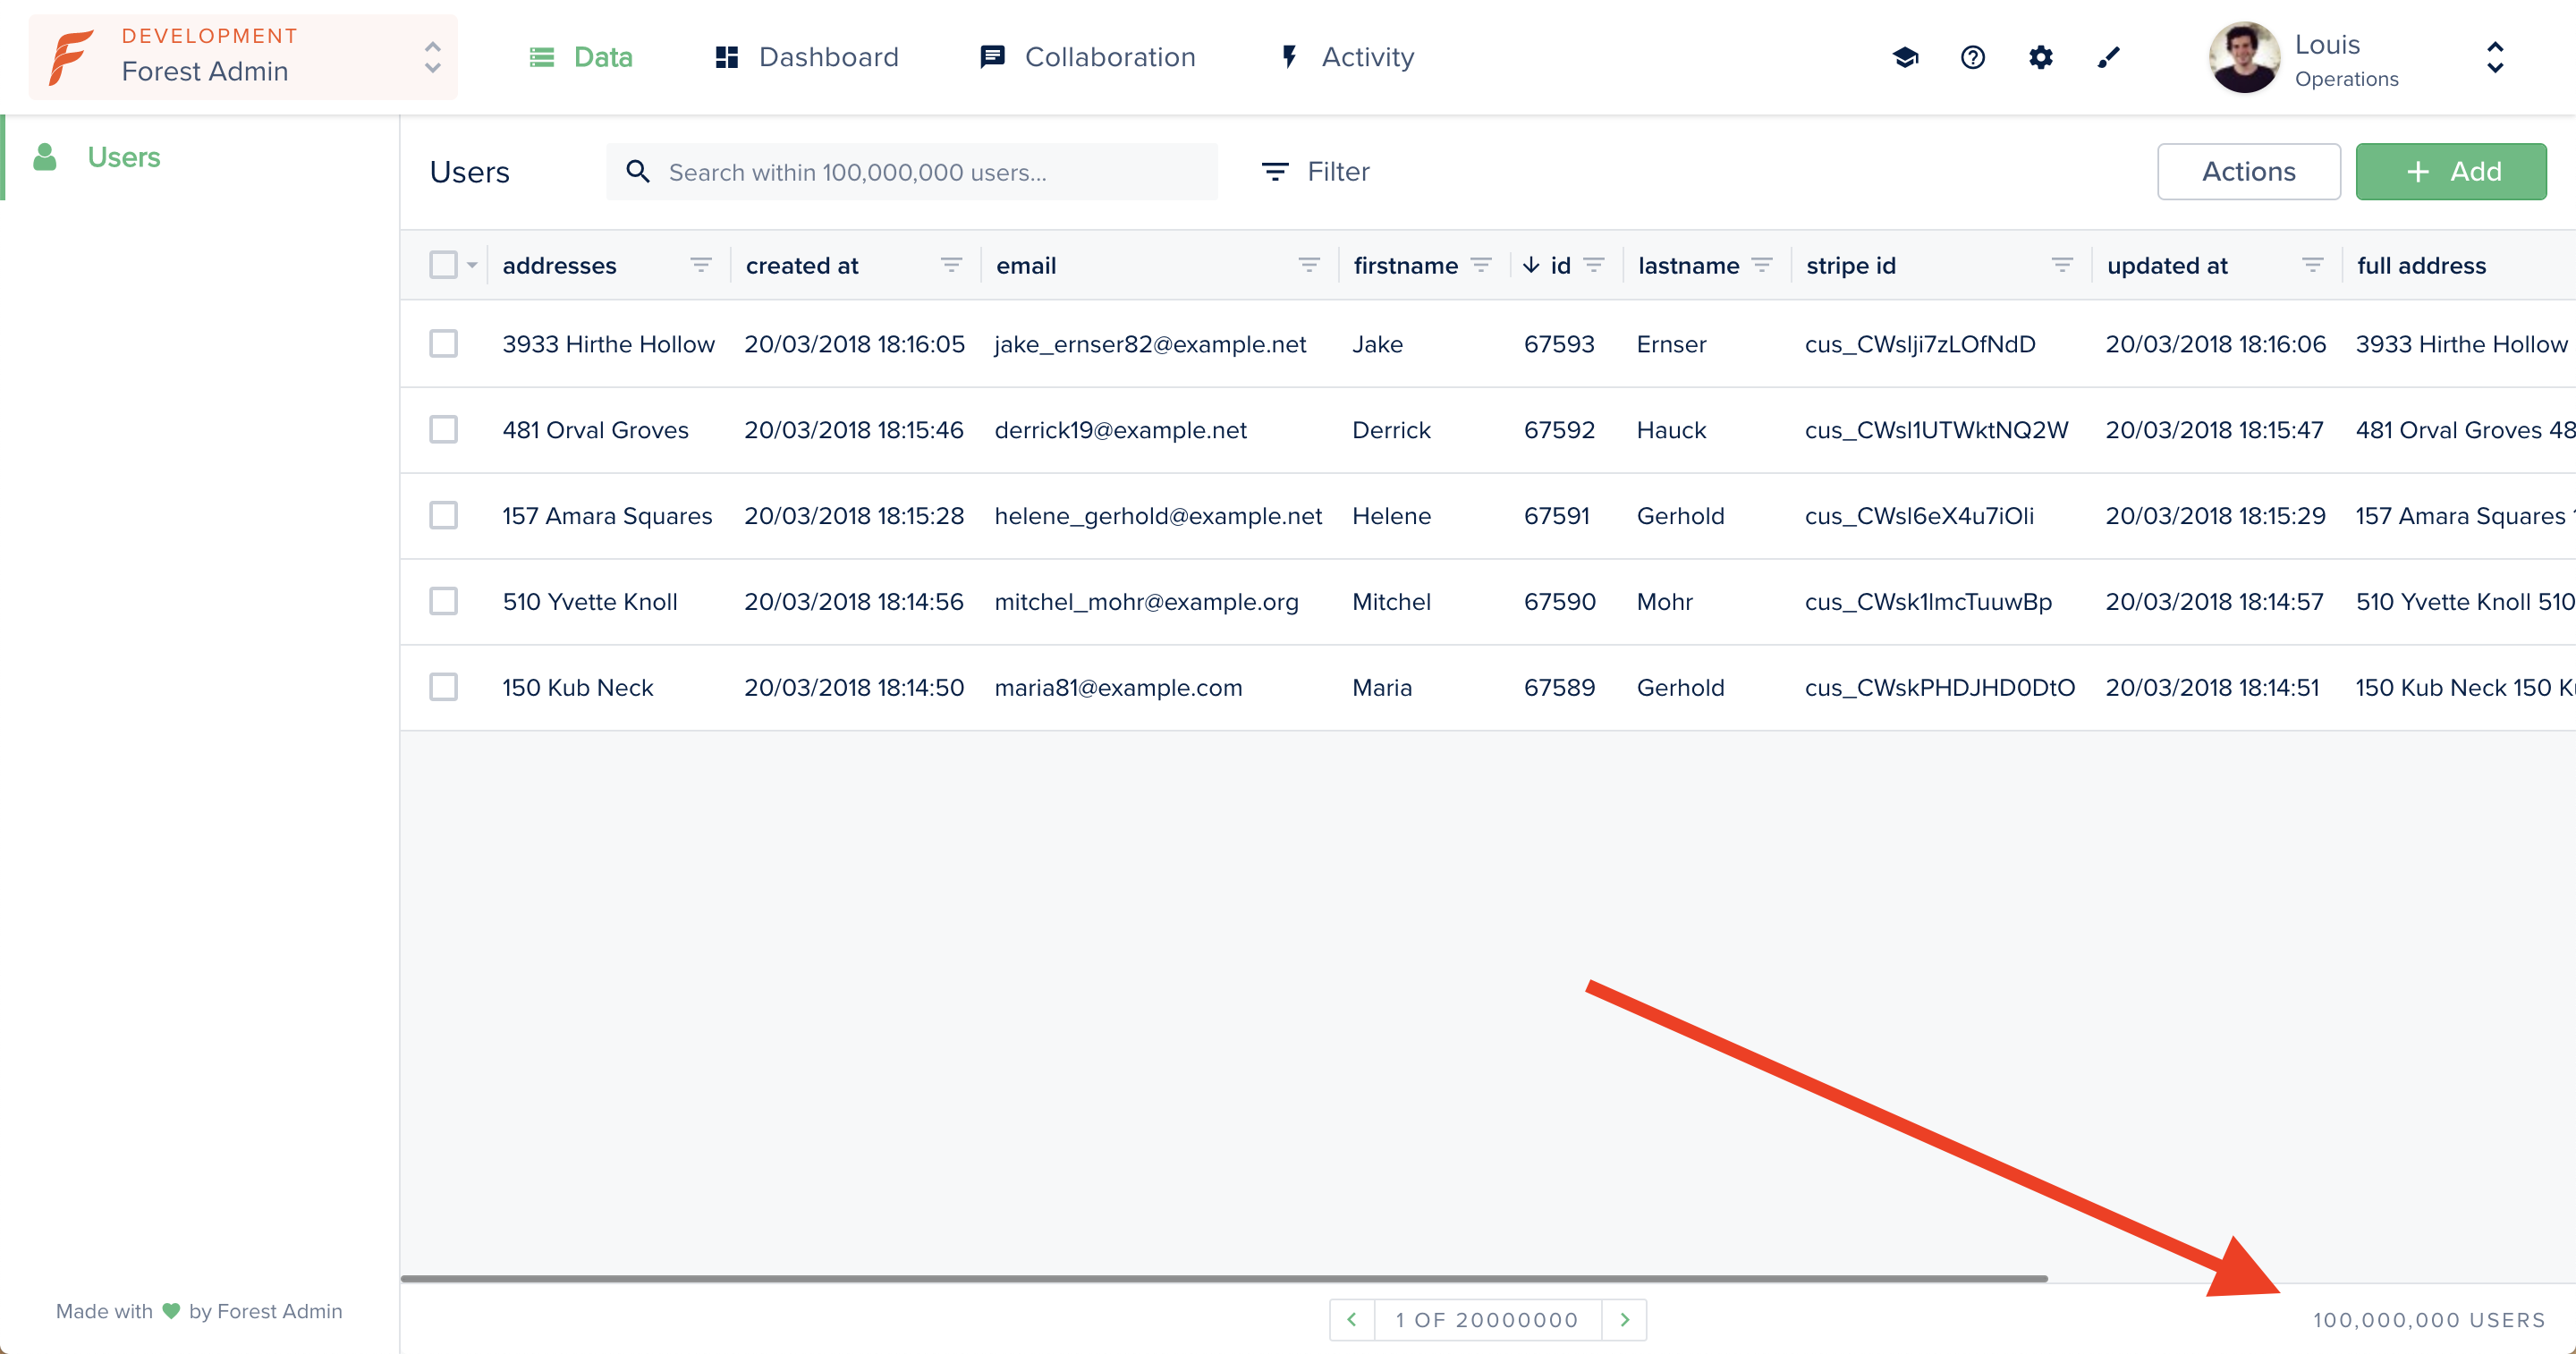 DEVELOPMENT
Forest Admin
Data Dashboard Collaboration Activity
Louis
Operations
Users
Users Search within 100,000,000 users... Filter Actions + Add
addresses created at email firstname id lastname stripe id updated at full address
3933 Hirthe Hollow 20/03/2018 18:16:05 jake_ernser82@example.net Jake 67593 Ernser cus_CWslji7zLOfNdD 20/03/2018 18:16:06 3933 Hirthe Hollow
481 Orval Groves 20/03/2018 18:15:46 derrick19@example.net Derrick 67592 Hauck cus_CWsl1UTWktNQ2W 20/03/2018 18:15:47 481 Orval Groves 48
157 Amara Squares 20/03/2018 18:15:28 helene_gerhold@example.net Helene 67591 Gerhold cus_CWsl6eX4u7iOli 20/03/2018 18:15:29 157 Amara Squares
510 Yvette Knoll 20/03/2018 18:14:56 mitchel_mohr@example.org Mitchel 67590 Mohr cus_CWsk1lmcTuuwBp 20/03/2018 18:14:57 510 Yvette Knoll 510
150 Kub Neck 20/03/2018 18:14:50 maria81@example.com Maria 67589 Gerhold cus_CWskPHDJHD0DtO 20/03/2018 18:14:51 150 Kub Neck 150
Made with by Forest Admin
1 OF 20000000
100,000,000 USERS